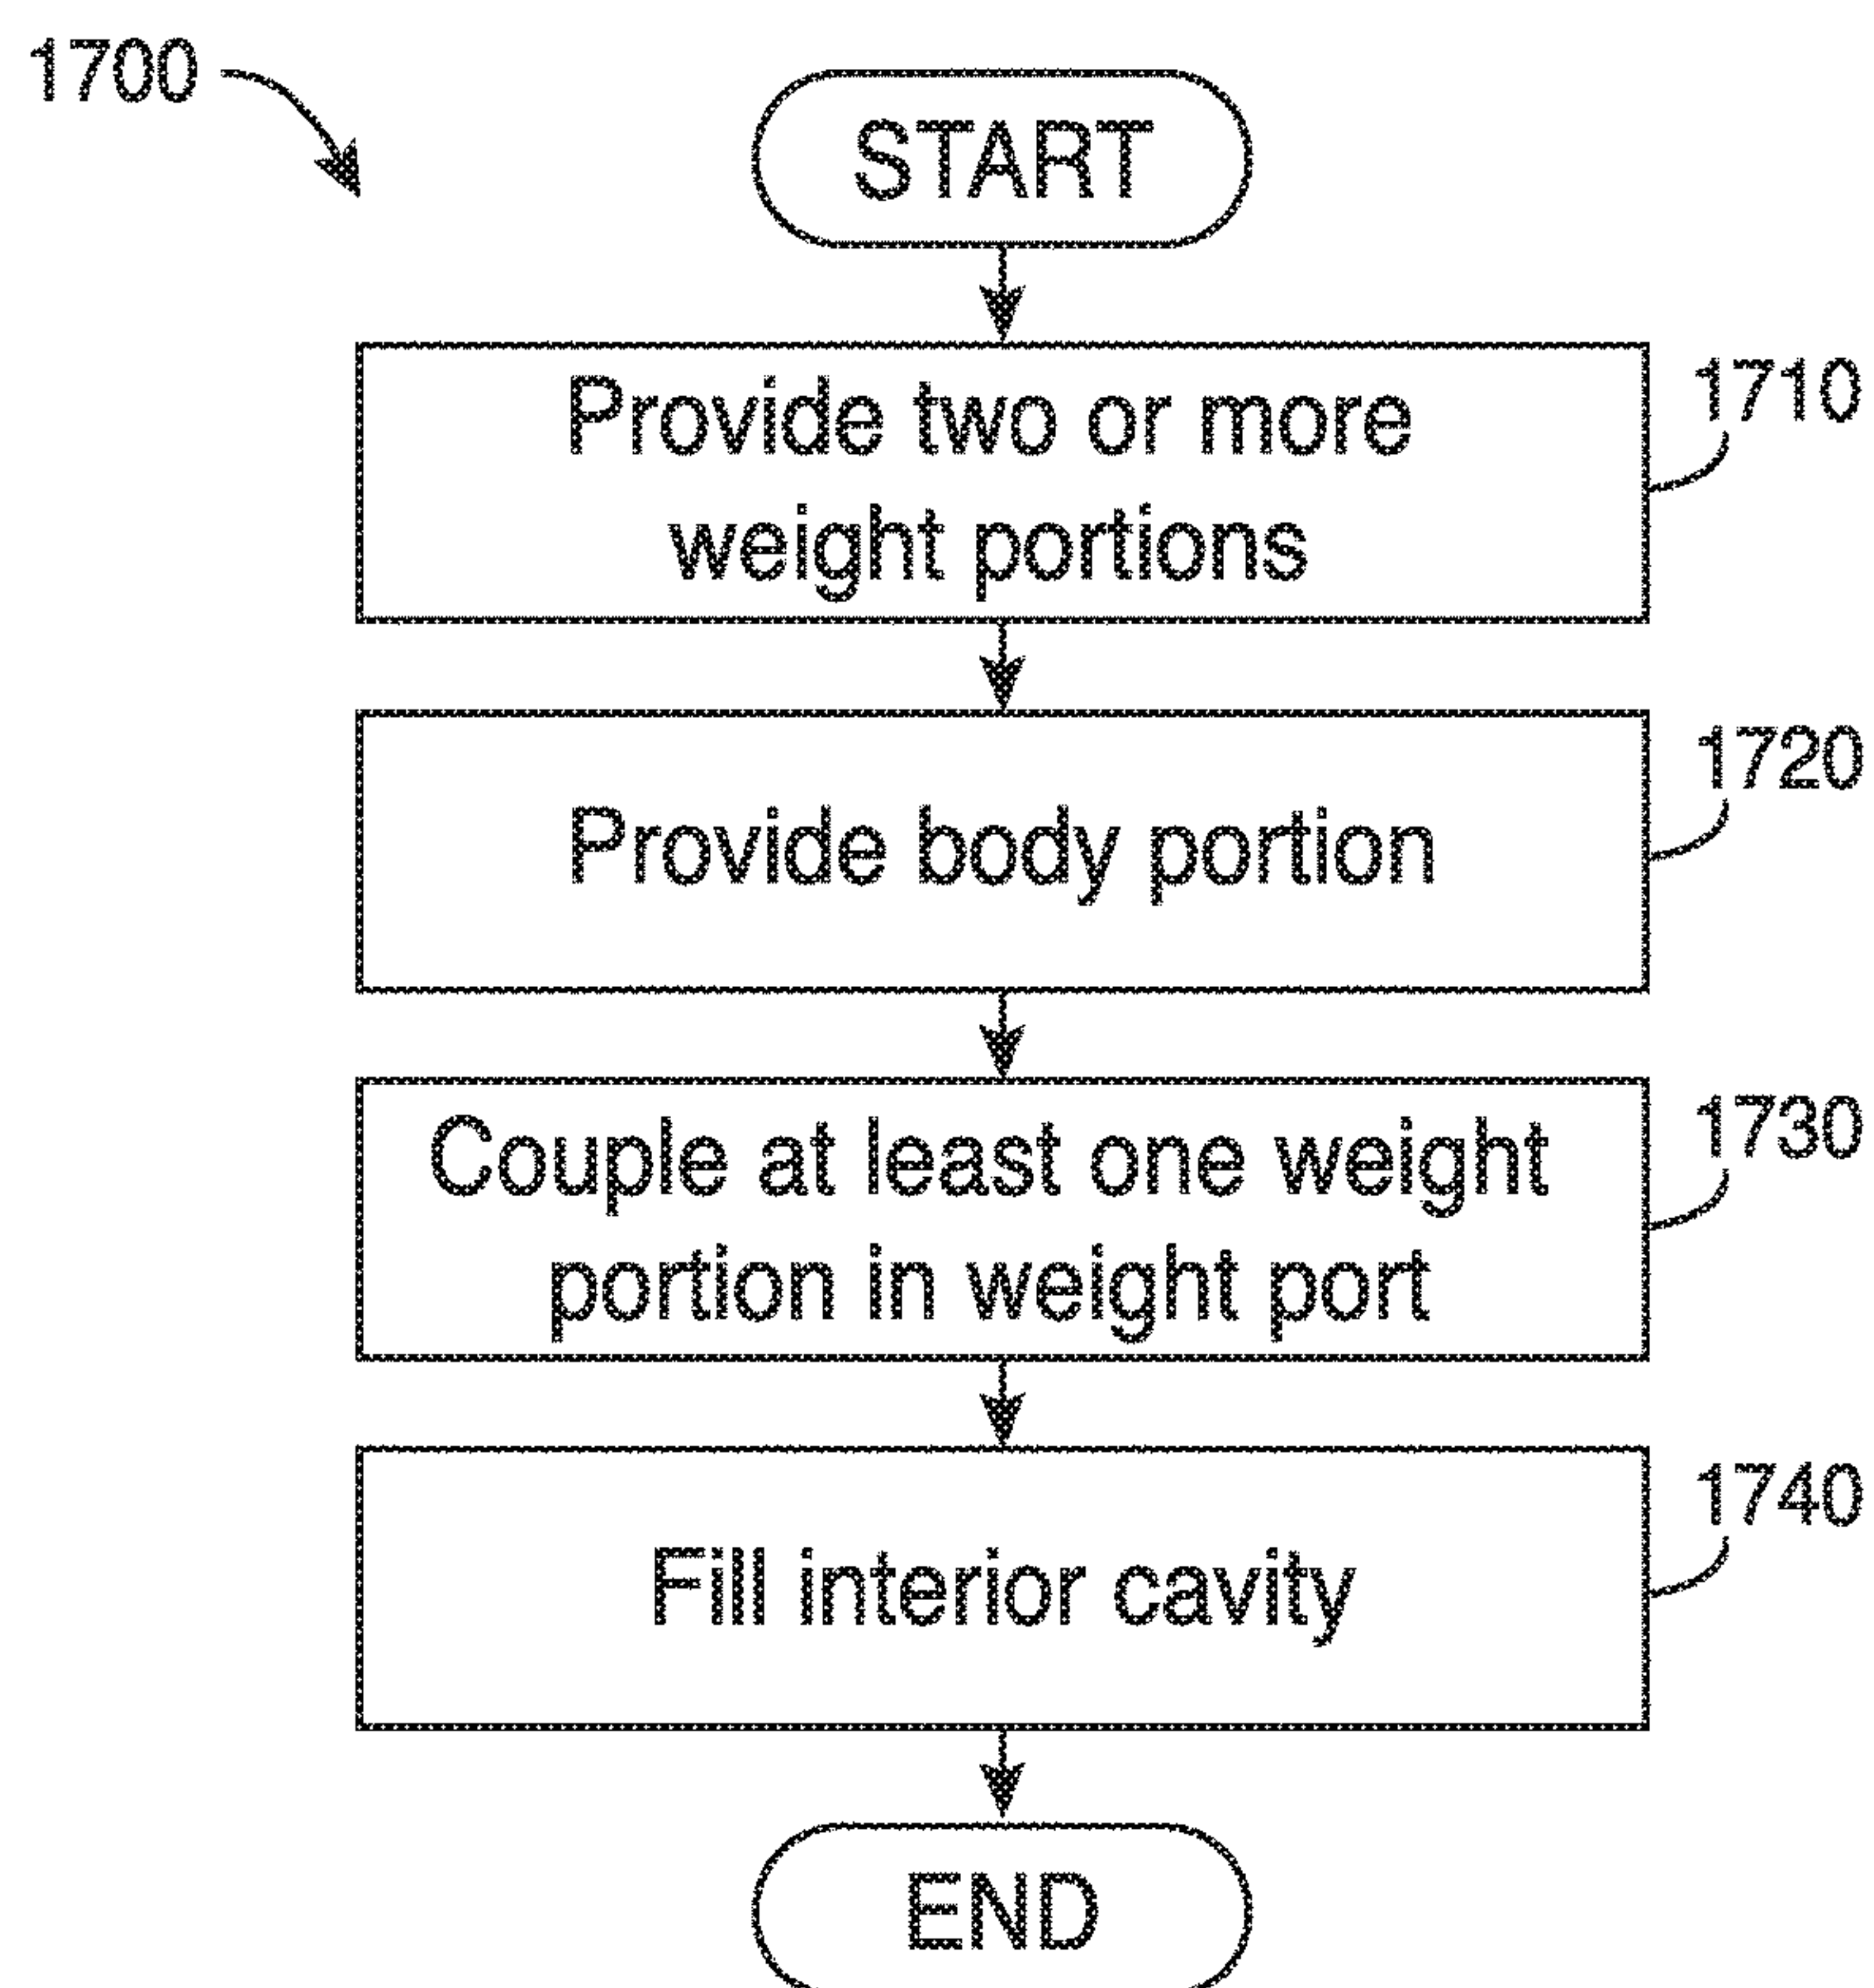 1700
START
Provide two or more
weight portions
1710
Provide body portion
1720
Couple at least one weight
portion in weight port
1730
Fill interior cavity
1740
END